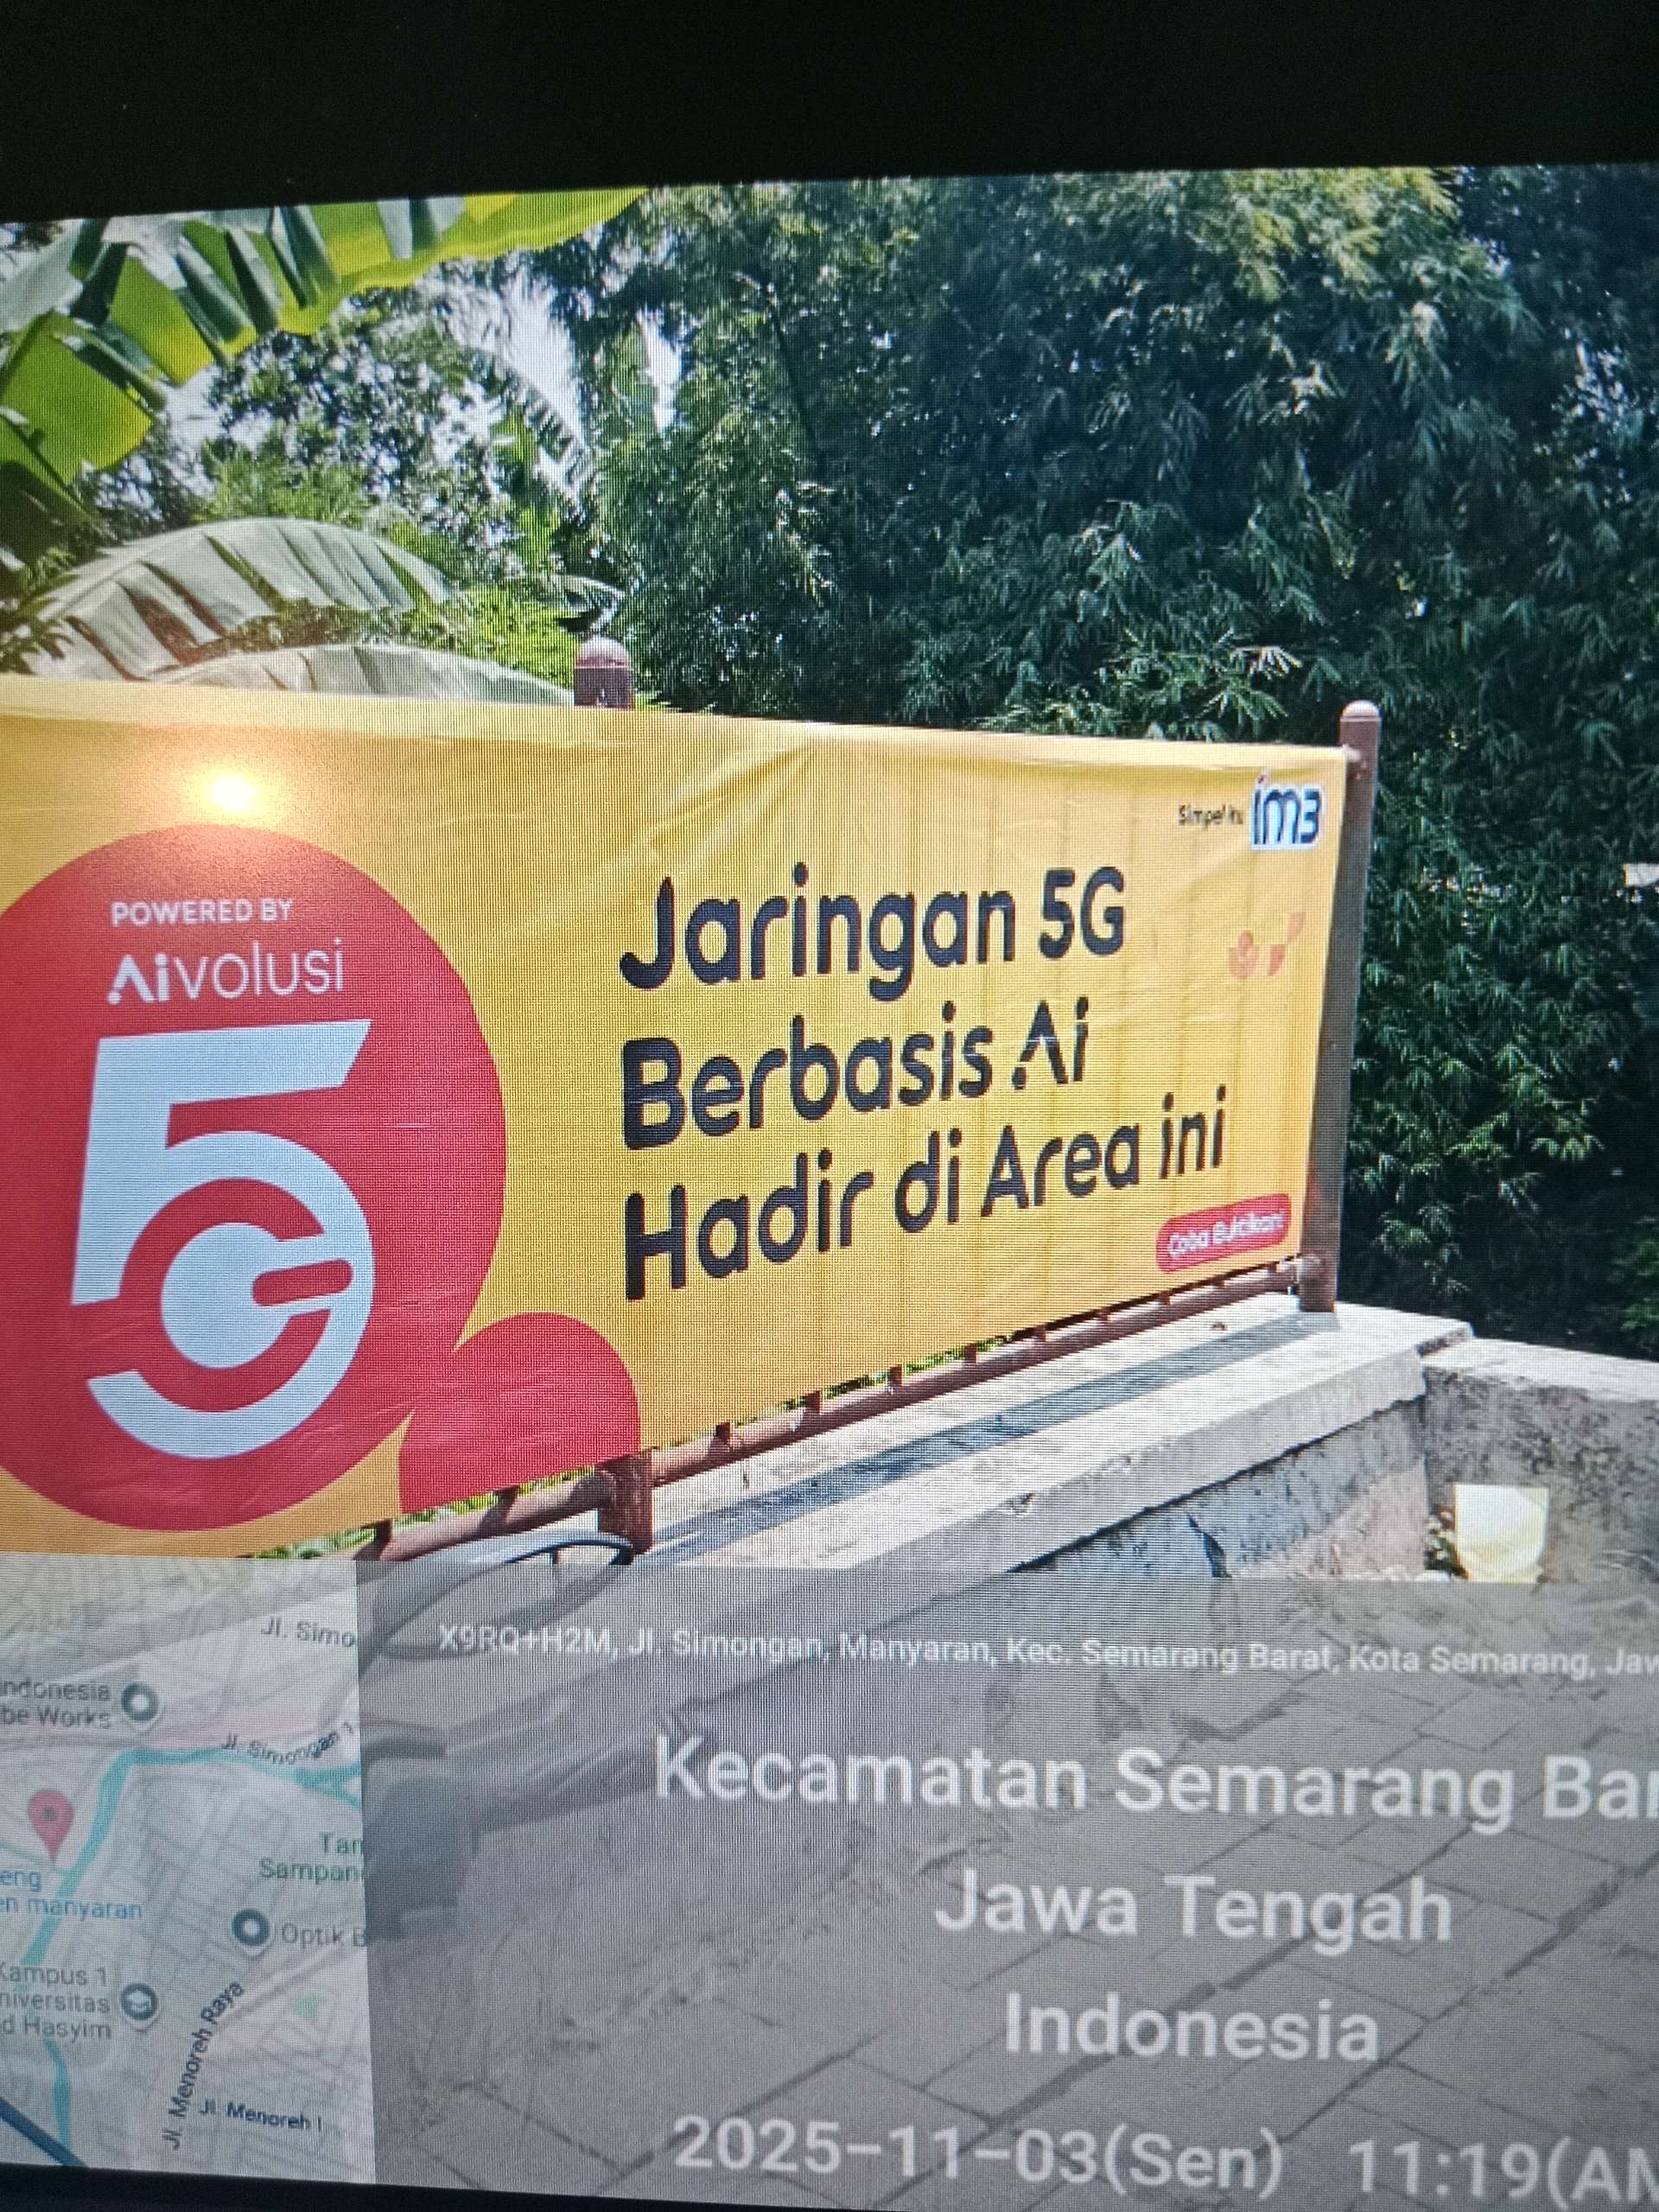 Simpel itu im3
POWERED BY
Aivolusi
5G
Jaringan 5G
Berbasis Ai
Hadir di Area ini
Coba Buktikan!
X9RQ+H2M, Jl. Simongan, Manyaran, Kec. Semarang Barat, Kota Semarang, Jaw
Kecamatan Semarang Bar
Jawa Tengah
Indonesia
2025-11-03(Sen) 11:19(AM
Jl. Simo
ndonesia
be Works
Jl. Simongan 1
Tan
Sampan
eng
en manyaran
Optik B
Kampus 1
niversitas
d Hasyim
Jl. Menoreh Raya
Jl. Menoreh I